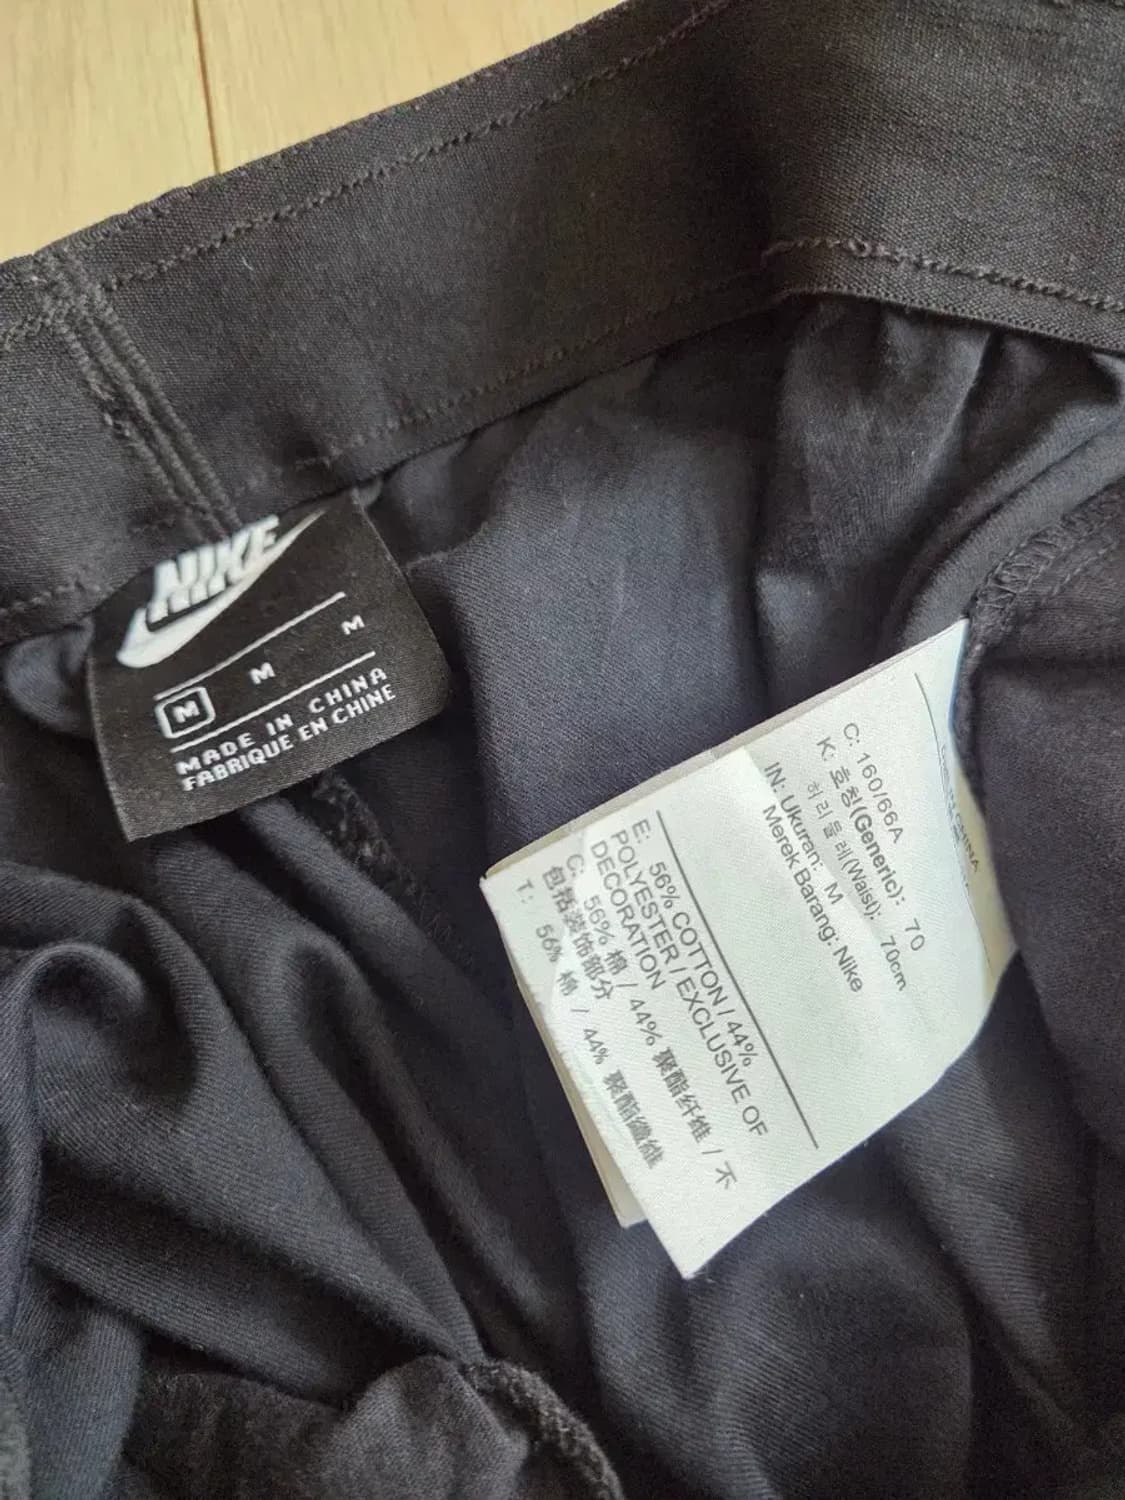 NIKE
M
M
M
MADE IN CHINA
FABRIQUE EN CHINE
C: 160/66A
K: 호칭(Generic): 70
허리둘레(Waist): 70cm
IN: Ukuran: M
Merek Barang: Nike
E: 56% COTTON / 44%
POLYESTER / EXCLUSIVE OF
DECORATION
C: 56% 棉 / 44% 聚酯纤维 / 不
包括装饰部分
T: 56% 棉 / 44% 聚酯纖維